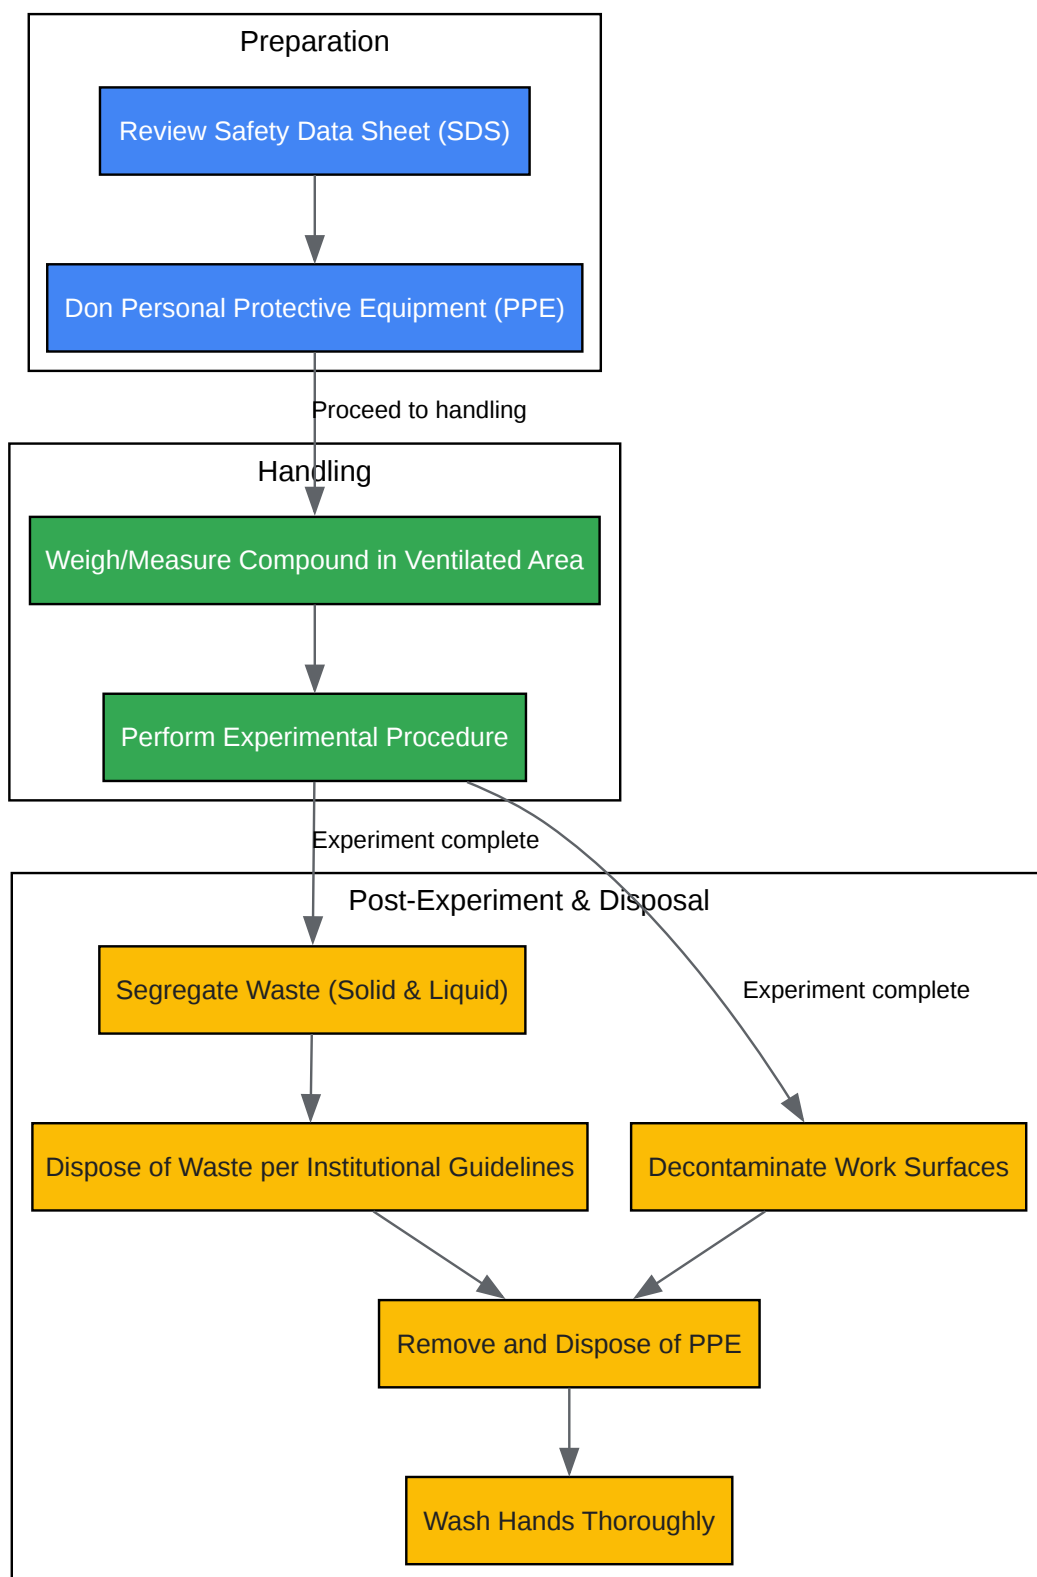 Preparation
Review Safety Data Sheet (SDS)
Don Personal Protective Equipment (PPE)
Proceed to handling
Handling
Weigh/Measure Compound in Ventilated Area
Perform Experimental Procedure
Experiment complete
Post-Experiment & Disposal
Segregate Waste (Solid & Liquid)
Experiment complete
Dispose of Waste per Institutional Guidelines
Decontaminate Work Surfaces
Remove and Dispose of PPE
Wash Hands Thoroughly